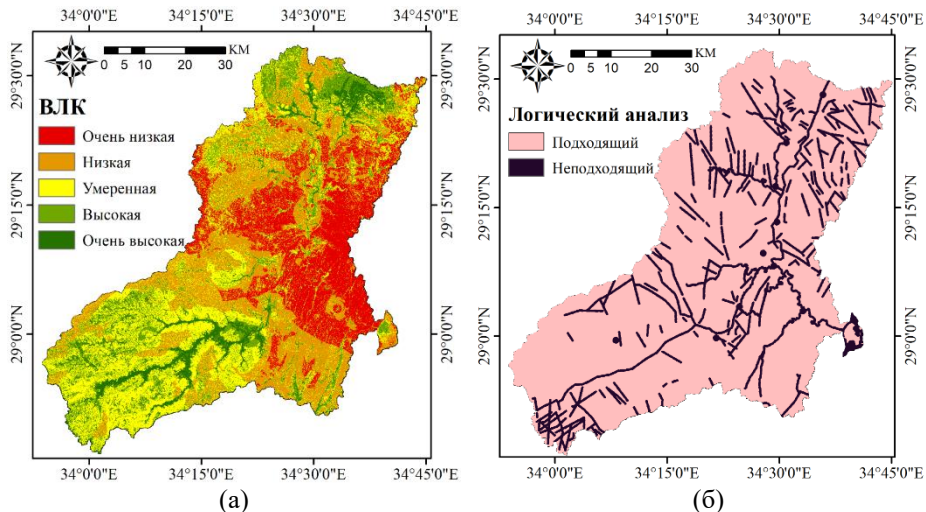 34°0'0"E 34°15'0"E 34°30'0"E 34°45'0"E
KM
0 5 10 20 30
29°30'0"N
29°15'0"N
29°0'0"N
ВЛК
Очень низкая
Низкая
Умеренная
Высокая
Очень высокая
29°30'0"N
29°15'0"N
29°0'0"N
34°0'0"E 34°15'0"E 34°30'0"E 34°45'0"E
(а)
34°0'0"E 34°15'0"E 34°30'0"E 34°45'0"E
KM
0 5 10 20 30
29°30'0"N
29°15'0"N
29°0'0"N
Логический анализ
Подходящий
Неподходящий
29°30'0"N
29°15'0"N
29°0'0"N
34°0'0"E 34°15'0"E 34°30'0"E 34°45'0"E
(б)